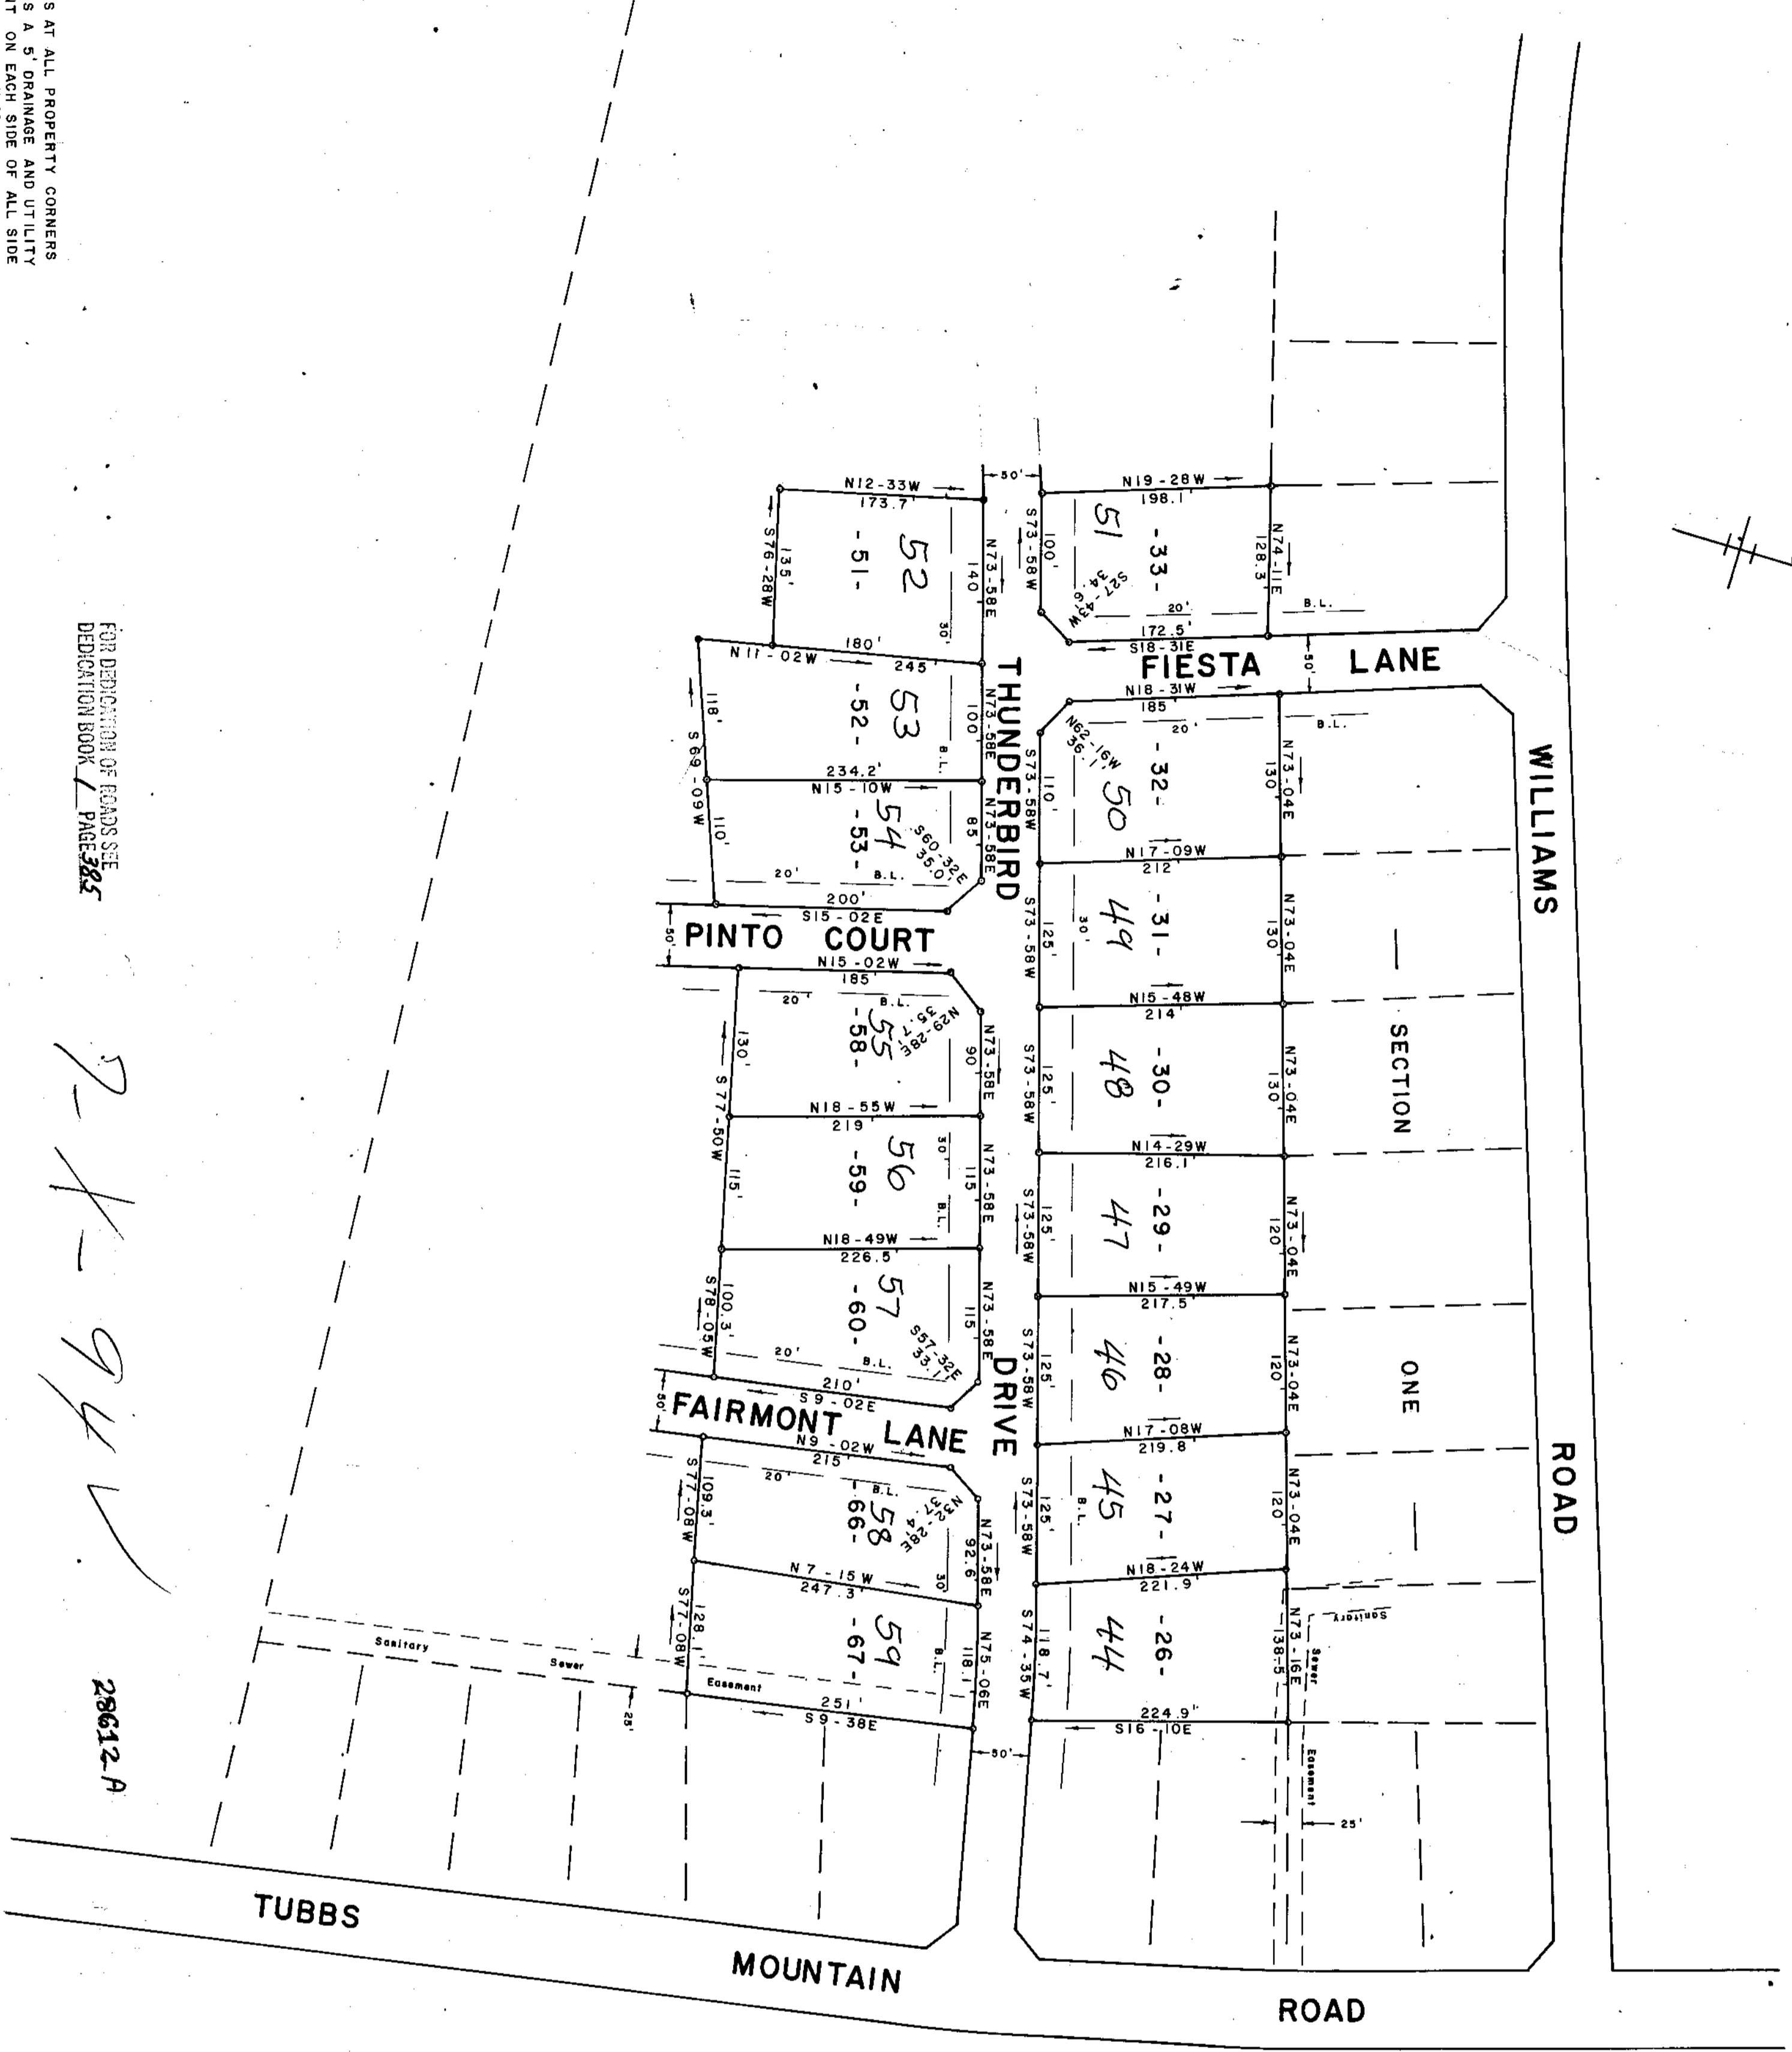 S AT ALL PROPERTY CORNERS
S A 5' DRAINAGE AND UTILITY
T ON EACH SIDE OF ALL SIDE
FOR DEDICATION OF ROADS SEE
DEDICATION BOOK 1 PAGE 385
28612-A
WILLIAMS ROAD
SECTION ONE
THUNDERBIRD DRIVE
FIESTA LANE
PINTO COURT
FAIRMONT LANE
TUBBS MOUNTAIN ROAD
N12-33W
173.7'
S76-28W
135'
52
-51-
N73-58E
140
30'
180'
N11-02W
245'
53
-52-
N73-58E
100
118'
S69-09W
B.L.
234.2'
N15-10W
54
-53-
N73-58E
85
S60-32E
35.0'
110'
20'
B.L.
200'
S15-02E
50'
N15-02W
185'
20'
B.L.
N29-28E
35.7'
55
-58-
N73-58E
90
130'
S77-50W
N18-55W
219'
56
-59-
30'
B.L.
N73-58E
115
115'
N18-49W
226.5'
57
-60-
N73-58E
115
S57-32E
33.1'
100.3'
S78-05W
20'
B.L.
210'
S9-02E
50'
N9-02W
215'
20'
B.L.
N32-28E
37.4'
58
-66-
N73-58E
92.6
30'
109.3'
S77-08W
N7-15W
247.3'
59
-67-
N75-06E
118.1
B.L.
128.1'
S77-08W
Sanitary Sewer Easement
25'
251'
S9-38E
50'
50'
N19-28W
198.1'
51
-33-
S73-58W
100'
S27-43W
34.6'
N74-11E
128.3'
20'
B.L.
172.5'
S18-31E
50'
N18-31W
185'
20'
B.L.
N62-16W
36.1'
50
-32-
S73-58W
110'
N73-04E
130'
N17-09W
212'
49
-31-
30'
S73-58W
125'
N73-04E
130'
N15-48W
214'
48
-30-
S73-58W
125'
N73-04E
130'
N14-29W
216.1'
47
-29-
S73-58W
125'
N73-04E
120'
N15-49W
217.5'
46
-28-
S73-58W
125'
N73-04E
120'
N17-08W
219.8'
45
-27-
B.L.
S73-58W
125'
N73-04E
120'
N18-24W
221.9'
44
-26-
S74-35W
118.7'
N73-16E
138.5
Sanitary
Sewer
Easement
25'
224.9'
S16-10E